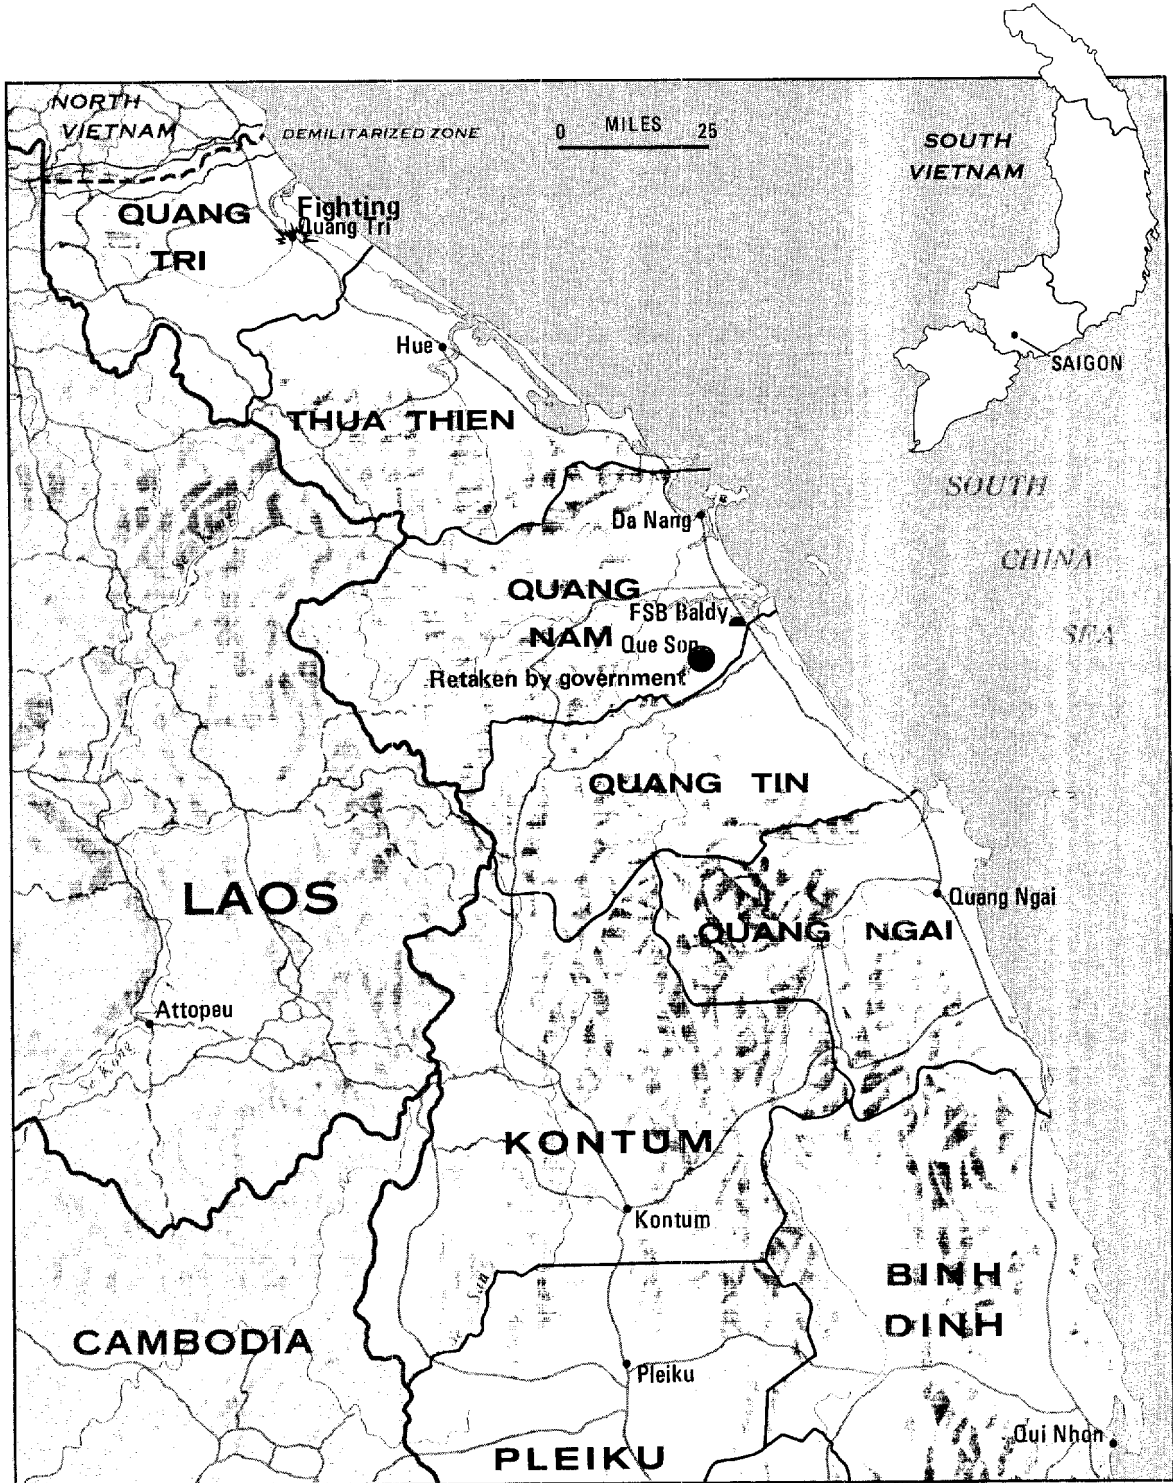 NORTH
VIETNAM
DEMILITARIZED ZONE
0 MILES 25
SOUTH
VIETNAM
QUANG
TRI
Fighting
Quang Tri
Hue
SAIGON
THUA THIEN
SOUTH
CHINA
SEA
Da Nang
QUANG
NAM
FSB Baldy
Que Son
Retaken by government
QUANG TIN
LAOS
Quang Ngai
QUANG NGAI
Attopeu
Kong
KONTUM
Kontum
San
BINH
DINH
CAMBODIA
Pleiku
PLEIKU
Qui Nhon